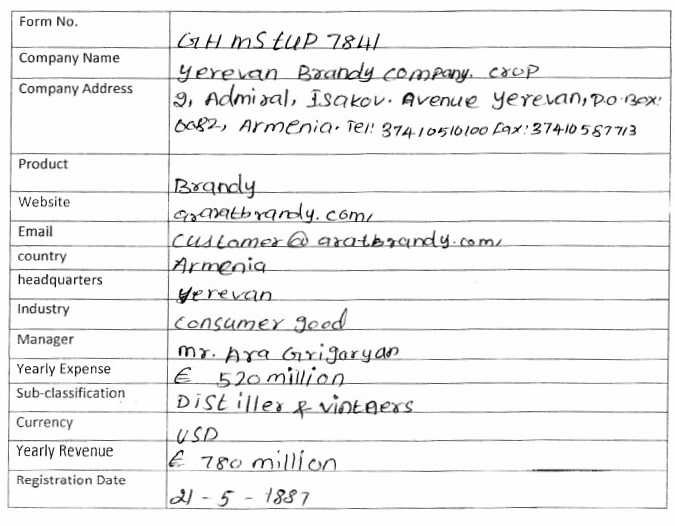 Form No.
GHmStUP 7841
Company Name
Yerevan Brandy company. crop
Company Address
2, Admiral, Isakov. Avenue Yerevan, P.O. Box:
0082, Armenia. Tel: 37410510100 Fax: 37410587713
Product
Brandy
Website
araratbrandy.com/
Email
customer@aratbrandy.com/
country
Armenia
headquarters
Yerevan
Industry
consumer good
Manager
mr. Ara Grigaryan
Yearly Expense
€ 520 million
Sub-classification
Distiller & vintners
Currency
USD
Yearly Revenue
€ 780 million
Registration Date
21 - 5 - 1887